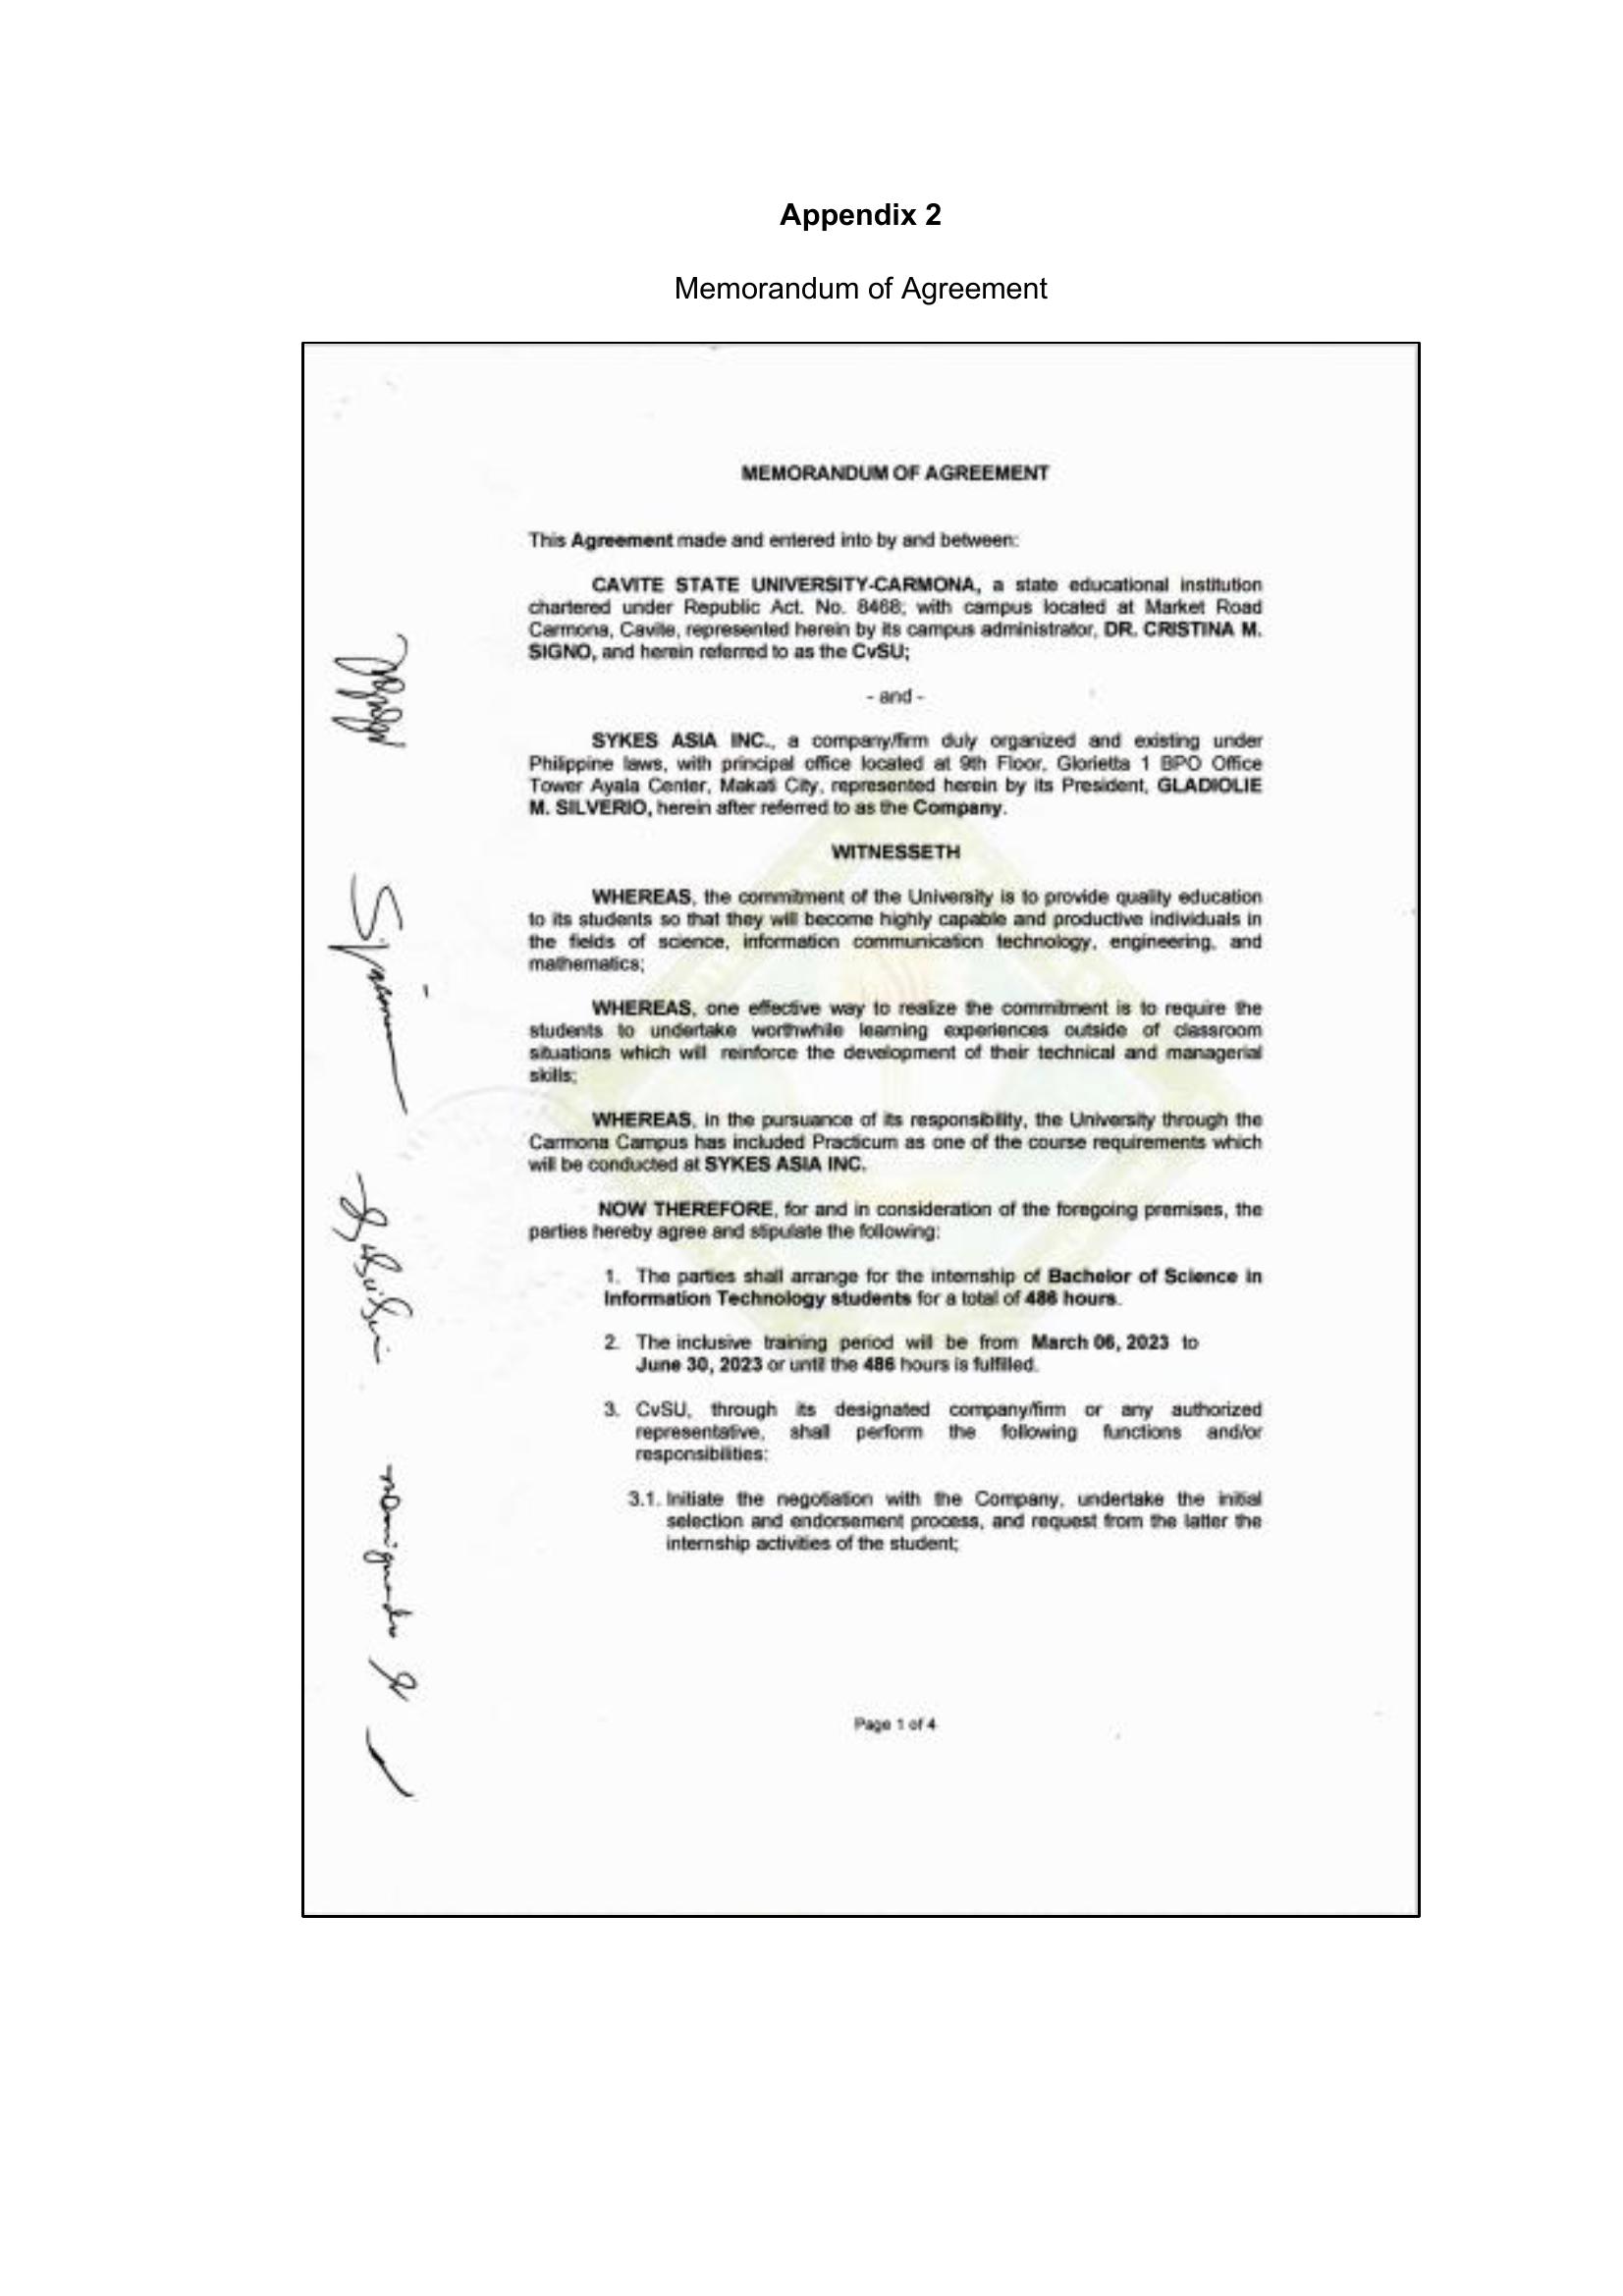 Appendix 2
Memorandum of Agreement
MEMORANDUM OF AGREEMENT
This Agreement made and entered into by and between:
CAVITE STATE UNIVERSITY-CARMONA, a state educational institution
chartered under Republic Act. No. 8468; with campus located at Market Road
Carmona, Cavite, represented herein by its campus administrator, DR. CRISTINA M.
SIGNO, and herein referred to as the CvSU;
- and -
SYKES ASIA INC., a company/firm duly organized and existing under
Philippine laws, with principal office located at 9th Floor, Glorietta 1 BPO Office
Tower Ayala Center, Makati City, represented herein by its President, GLADIOLIE
M. SILVERIO, herein after referred to as the Company.
WITNESSETH
WHEREAS, the commitment of the University is to provide quality education
to its students so that they will become highly capable and productive individuals in
the fields of science, information communication technology, engineering, and
mathematics;
WHEREAS, one effective way to realize the commitment is to require the
students to undertake worthwhile learning experiences outside of classroom
situations which will reinforce the development of their technical and managerial
skills;
WHEREAS, in the pursuance of its responsibility, the University through the
Carmona Campus has included Practicum as one of the course requirements which
will be conducted at SYKES ASIA INC.
NOW THEREFORE, for and in consideration of the foregoing premises, the
parties hereby agree and stipulate the following:
1. The parties shall arrange for the internship of Bachelor of Science in
Information Technology students for a total of 486 hours.
2. The inclusive training period will be from March 06, 2023 to
June 30, 2023 or until the 486 hours is fulfilled.
3. CvSU, through its designated company/firm or any authorized
representative, shall perform the following functions and/or
responsibilities:
3.1. Initiate the negotiation with the Company, undertake the initial
selection and endorsement process, and request from the latter the
internship activities of the student;
Page 1 of 4